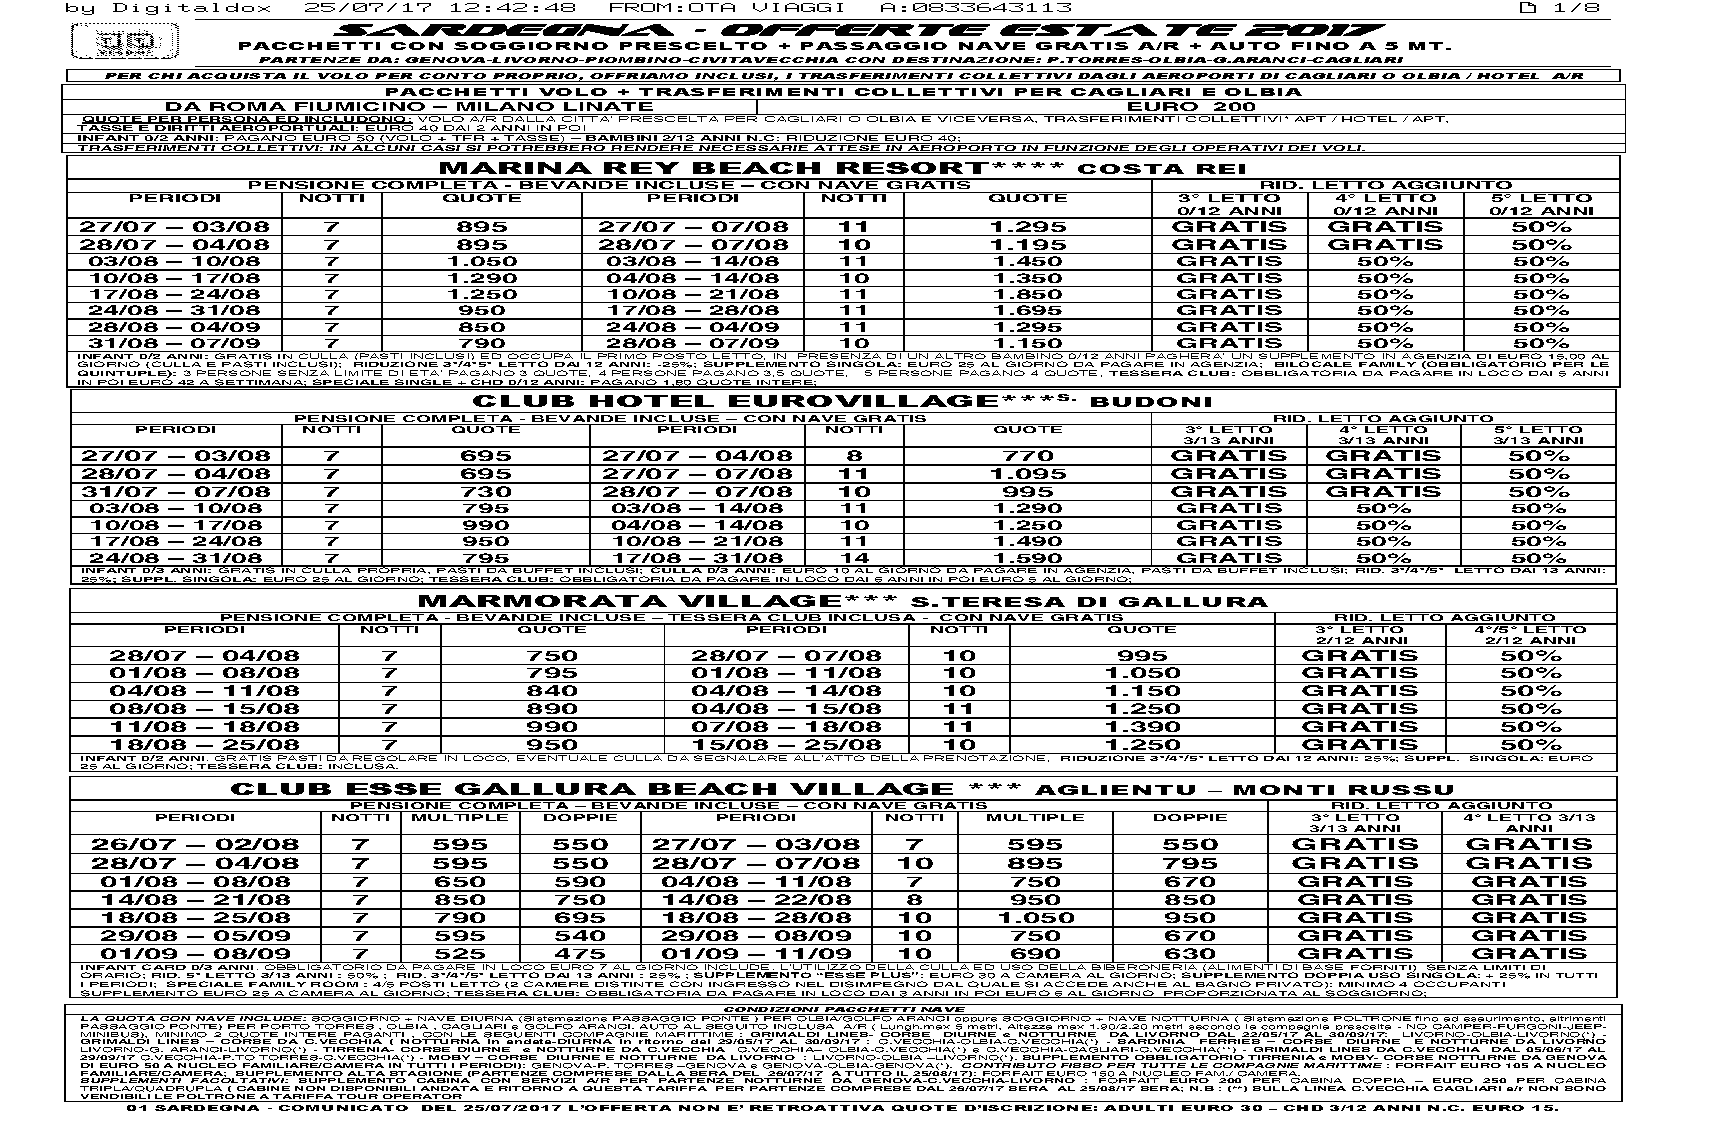 by Digitaldox 25/07/17 12:42:48 FROM:OTA VIAGGI A:0833643113 1/8
SARDEGNA - OFFERTE ESTATE 2017
PACCHETTI CON SOGGIORNO PRESCELTO + PASSAGGIO NAVE GRATIS A/R + AUTO FINO A 5 MT.
PARTENZE DA: GENOVA-LIVORNO-PIOMBINO-CIVITAVECCHIA CON DESTINAZIONE: P.TORRES-OLBIA-G.ARANCI-CAGLIARI
PER CHI ACQUISTA IL VOLO PER CONTO PROPRIO, OFFRIAMO INCLUSI, I TRASFERIMENTI COLLETTIVI DAGLI AEROPORTI DI CAGLIARI O OLBIA / HOTEL A/R
PACCHETTI VOLO + TRASFERIMENTI COLLETTIVI PER CAGLIARI E OLBIA
DA ROMA FIUMICINO – MILANO LINATE EURO 200
QUOTE PER PERSONA ED INCLUDONO: VOLO A/R DALLA CITTA' PRESCELTA PER CAGLIARI O OLBIA E VICEVERSA, TRASFERIMENTI COLLETTIVI* APT / HOTEL / APT,
TASSE E DIRITTI AEROPORTUALI: EURO 40 DAI 2 ANNI IN POI
INFANT 0/2 ANNI: PAGANO EURO 50 (VOLO + TFR + TASSE) – BAMBINI 2/12 ANNI N.C: RIDUZIONE EURO 40;
TRASFERIMENTI COLLETTIVI: IN ALCUNI CASI SI POTREBBERO RENDERE NECESSARIE ATTESE IN AEROPORTO IN FUNZIONE DEGLI OPERATIVI DEI VOLI.
MARINA REY BEACH RESORT**** COSTA REI
PENSIONE COMPLETA - BEVANDE INCLUSE – CON NAVE GRATIS RID. LETTO AGGIUNTO
PERIODI NOTTI QUOTE PERIODI NOTTI QUOTE 3° LETTO 4° LETTO 5° LETTO
0/12 ANNI 0/12 ANNI 0/12 ANNI
27/07 – 03/08 7 895 27/07 – 07/08 11 1.295 GRATIS GRATIS 50%
28/07 – 04/08 7 895 28/07 – 07/08 10 1.195 GRATIS GRATIS 50%
03/08 – 10/08 7 1.050 03/08 – 14/08 11 1.450 GRATIS 50% 50%
10/08 – 17/08 7 1.290 04/08 – 14/08 10 1.350 GRATIS 50% 50%
17/08 – 24/08 7 1.250 10/08 – 21/08 11 1.850 GRATIS 50% 50%
24/08 – 31/08 7 950 17/08 – 28/08 11 1.695 GRATIS 50% 50%
28/08 – 04/09 7 850 24/08 – 04/09 11 1.295 GRATIS 50% 50%
31/08 – 07/09 7 790 28/08 – 07/09 10 1.150 GRATIS 50% 50%
INFANT 0/2 ANNI: GRATIS IN CULLA (PASTI INCLUSI) ED OCCUPA IL PRIMO POSTO LETTO, IN PRESENZA DI UN ALTRO BAMBINO 0/12 ANNI PAGHERA' UN SUPPLEMENTO IN AGENZIA DI EURO 15,00 AL
GIORNO (CULLA E PASTI INCLUSI); RIDUZIONE 3°/4°/5° LETTO DAI 12 ANNI: -25%; SUPPLEMENTO SINGOLA: EURO 25 AL GIORNO DA PAGARE IN AGENZIA; BILOCALE FAMILY (OBBLIGATORIO PER LE
QUINTUPLE): 3 PERSONE SENZA LIMITE DI ETA' PAGANO 3 QUOTE, 4 PERSONE PAGANO 3,5 QUOTE, 5 PERSONE PAGANO 4 QUOTE, TESSERA CLUB: OBBLIGATORIA DA PAGARE IN LOCO DAI 5 ANNI
IN POI EURO 42 A SETTIMANA; SPECIALE SINGLE + CHD 0/12 ANNI: PAGANO 1,80 QUOTE INTERE;
CLUB HOTEL EUROVILLAGE***S. BUDONI
PENSIONE COMPLETA - BEVANDE INCLUSE – CON NAVE GRATIS RID. LETTO AGGIUNTO
PERIODI NOTTI QUOTE PERIODI NOTTI QUOTE 3° LETTO 4° LETTO 5° LETTO
3/13 ANNI 3/13 ANNI 3/13 ANNI
27/07 – 03/08 7 695 27/07 – 04/08 8 770 GRATIS GRATIS 50%
28/07 – 04/08 7 695 27/07 – 07/08 11 1.095 GRATIS GRATIS 50%
31/07 – 07/08 7 730 28/07 – 07/08 10 995 GRATIS GRATIS 50%
03/08 – 10/08 7 795 03/08 – 14/08 11 1.290 GRATIS 50% 50%
10/08 – 17/08 7 990 04/08 – 14/08 10 1.250 GRATIS 50% 50%
17/08 – 24/08 7 950 10/08 – 21/08 11 1.490 GRATIS 50% 50%
24/08 – 31/08 7 795 17/08 – 31/08 14 1.590 GRATIS 50% 50%
INFANT 0/3 ANNI: GRATIS IN CULLA PROPRIA, PASTI DA BUFFET INCLUSI; CULLA 0/3 ANNI: EURO 10 AL GIORNO DA PAGARE IN AGENZIA, PASTI DA BUFFET INCLUSI; RID. 3°/4°/5° LETTO DAI 13 ANNI:
25%; SUPPL. SINGOLA: EURO 25 AL GIORNO; TESSERA CLUB: OBBLIGATORIA DA PAGARE IN LOCO DAI 5 ANNI IN POI EURO 5 AL GIORNO;
MARMORATA VILLAGE*** S.TERESA DI GALLURA
PENSIONE COMPLETA - BEVANDE INCLUSE – TESSERA CLUB INCLUSA - CON NAVE GRATIS RID. LETTO AGGIUNTO
PERIODI NOTTI QUOTE PERIODI NOTTI QUOTE 3° LETTO 4°/5° LETTO
2/12 ANNI 2/12 ANNI
28/07 – 04/08 7 750 28/07 – 07/08 10 995 GRATIS 50%
01/08 – 08/08 7 795 01/08 – 11/08 10 1.050 GRATIS 50%
04/08 – 11/08 7 840 04/08 – 14/08 10 1.150 GRATIS 50%
08/08 – 15/08 7 890 04/08 – 15/08 11 1.250 GRATIS 50%
11/08 – 18/08 7 990 07/08 – 18/08 11 1.390 GRATIS 50%
18/08 – 25/08 7 950 15/08 – 25/08 10 1.250 GRATIS 50%
INFANT 0/2 ANNI. GRATIS PASTI DA REGOLARE IN LOCO, EVENTUALE CULLA DA SEGNALARE ALL'ATTO DELLA PRENOTAZIONE, RIDUZIONE 3°/4°/5° LETTO DAI 12 ANNI: 25%; SUPPL. SINGOLA: EURO
25 AL GIORNO; TESSERA CLUB: INCLUSA.
CLUB ESSE GALLURA BEACH VILLAGE *** AGLIENTU – MONTI RUSSU
PENSIONE COMPLETA – BEVANDE INCLUSE – CON NAVE GRATIS RID. LETTO AGGIUNTO
PERIODI NOTTI MULTIPLE DOPPIE PERIODI NOTTI MULTIPLE DOPPIE 3° LETTO 4° LETTO 3/13
3/13 ANNI ANNI
26/07 – 02/08 7 595 550 27/07 – 03/08 7 595 550 GRATIS GRATIS
28/07 – 04/08 7 595 550 28/07 – 07/08 10 895 795 GRATIS GRATIS
01/08 – 08/08 7 650 590 04/08 – 11/08 7 750 670 GRATIS GRATIS
14/08 – 21/08 7 850 750 14/08 – 22/08 8 950 850 GRATIS GRATIS
18/08 – 25/08 7 790 695 18/08 – 28/08 10 1.050 950 GRATIS GRATIS
29/08 – 05/09 7 595 540 29/08 – 08/09 10 750 670 GRATIS GRATIS
01/09 – 08/09 7 525 475 01/09 – 11/09 10 690 630 GRATIS GRATIS
INFANT CARD 0/3 ANNI. OBBLIGATORIO DA PAGARE IN LOCO EURO 7 AL GIORNO INCLUDE, L'UTILIZZO DELLA CULLA ED USO DELLA BIBERONERIA (ALIMENTI DI BASE FORNITI) SENZA LIMITI DI
ORARIO; RID. 5° LETTO 3/13 ANNI : 50% ; RID. 3°/4°/5° LETTO DAI 13 ANNI : 25% ; SUPPLEMENTO "ESSE PLUS": EURO 30 A CAMERA AL GIORNO; SUPPLEMENTO DOPPIA USO SINGOLA: + 25% IN TUTTI
I PERIODI; SPECIALE FAMILY ROOM : 4/5 POSTI LETTO (2 CAMERE DISTINTE CON INGRESSO NEL DISIMPEGNO DAL QUALE SI ACCEDE ANCHE AL BAGNO PRIVATO): MINIMO 4 OCCUPANTI
SUPPLEMENTO EURO 25 A CAMERA AL GIORNO; TESSERA CLUB: OBBLIGATORIA DA PAGARE IN LOCO DAI 3 ANNI IN POI EURO 6 AL GIORNO PROPORZIONATA AL SOGGIORNO;
CONDIZIONI PACCHETTI NAVE
LA QUOTA CON NAVE INCLUDE: SOGGIORNO + NAVE DIURNA (Sistemazione PASSAGGIO PONTE ) PER OLBIA/GOLFO ARANCI oppure SOGGIORNO + NAVE NOTTURNA ( Sistemazione POLTRONE fino ad esaurimento, altrimenti
PASSAGGIO PONTE) PER PORTO TORRES , OLBIA , CAGLIARI e GOLFO ARANCI. AUTO AL SEGUITO INCLUSA A/R ( Lungh.max 5 metri, Altezza max 1.90/2.20 metri secondo la compagnia prescelta - NO CAMPER-FURGONI-JEEP-
MINIBUS), MINIMO 2 QUOTE INTERE PAGANTI . CON LE SEGUENTI COMPAGNIE MARITTIME : GRIMALDI LINES- CORSE DIURNE e NOTTURNE DA LIVORNO DAL 22/05/17 AL 30/09/17: LIVORNO-OLBIA-LIVORNO(*) -
GRIMALDI LINES – CORSE DA C.VECCHIA ( NOTTURNA in andata-DIURNA in ritorno dal 29/05/17 AL 30/09/17 : C.VECCHIA-OLBIA-C.VECCHIA(*) - SARDINIA FERRIES – CORSE DIURNE E NOTTURNE DA LIVORNO :
LIVORNO-G. ARANCI-LIVORNO(*) - TIRRENIA- CORSE DIURNE e NOTTURNE DA C.VECCHIA C.VECCHIA– OLBIA-C.VECCHIA(*) e C.VECCHIA-CAGLIARI-C.VECCHIA(**) - GRIMALDI LINES DA C.VECCHIA DAL 05/06/17 AL
29/09/17 C.VECCHIA-P.TO TORRES-C.VECCHIA(*) - MOBY – CORSE DIURNE E NOTTURNE DA LIVORNO : LIVORNO-OLBIA –LIVORNO(*). SUPPLEMENTO OBBLIGATORIO TIRRENIA e MOBY- CORSE NOTTURNE DA GENOVA
DI EURO 50 A NUCLEO FAMILIARE/CAMERA IN TUTTI I PERIODI: GENOVA-P. TORRES–GENOVA e GENOVA-OLBIA-GENOVA(*). CONTRIBUTO FISSO PER TUTTE LE COMPAGNIE MARITTIME : FORFAIT EURO 105 A NUCLEO
FAMILIARE/CAMERA. SUPPLEMENTO ALTA STAGIONE (PARTENZE COMPRESE DALLA SERA DEL 26/07/17 A TUTTO IL 25/08/17): FORFAIT EURO 150 A NUCLEO FAM./ CAMERA.
SUPPLEMENTI FACOLTATIVI: SUPPLEMENTO CABINA CON SERVIZI A/R PER PARTENZE NOTTURNE DA GENOVA-C.VECCHIA-LIVORNO : FORFAIT EURO 200 PER CABINA DOPPIA – EURO 250 PER CABINA
TRIPLA/QUADRUPLA ( CABINE NON DISPONIBILI ANDATA E RITORNO A QUESTA TARIFFA PER PARTENZE COMPRESE DAL 26/07/17 SERA AL 25/08/17 SERA; N.B : (**) SULLA LINEA C.VECCHIA CAGLIARI a/r NON SONO
VENDIBILI LE POLTRONE A TARIFFA TOUR OPERATOR
01 SARDEGNA - COMUNICATO DEL 25/07/2017 L'OFFERTA NON E' RETROATTIVA QUOTE D'ISCRIZIONE: ADULTI EURO 30 – CHD 3/12 ANNI N.C. EURO 15.